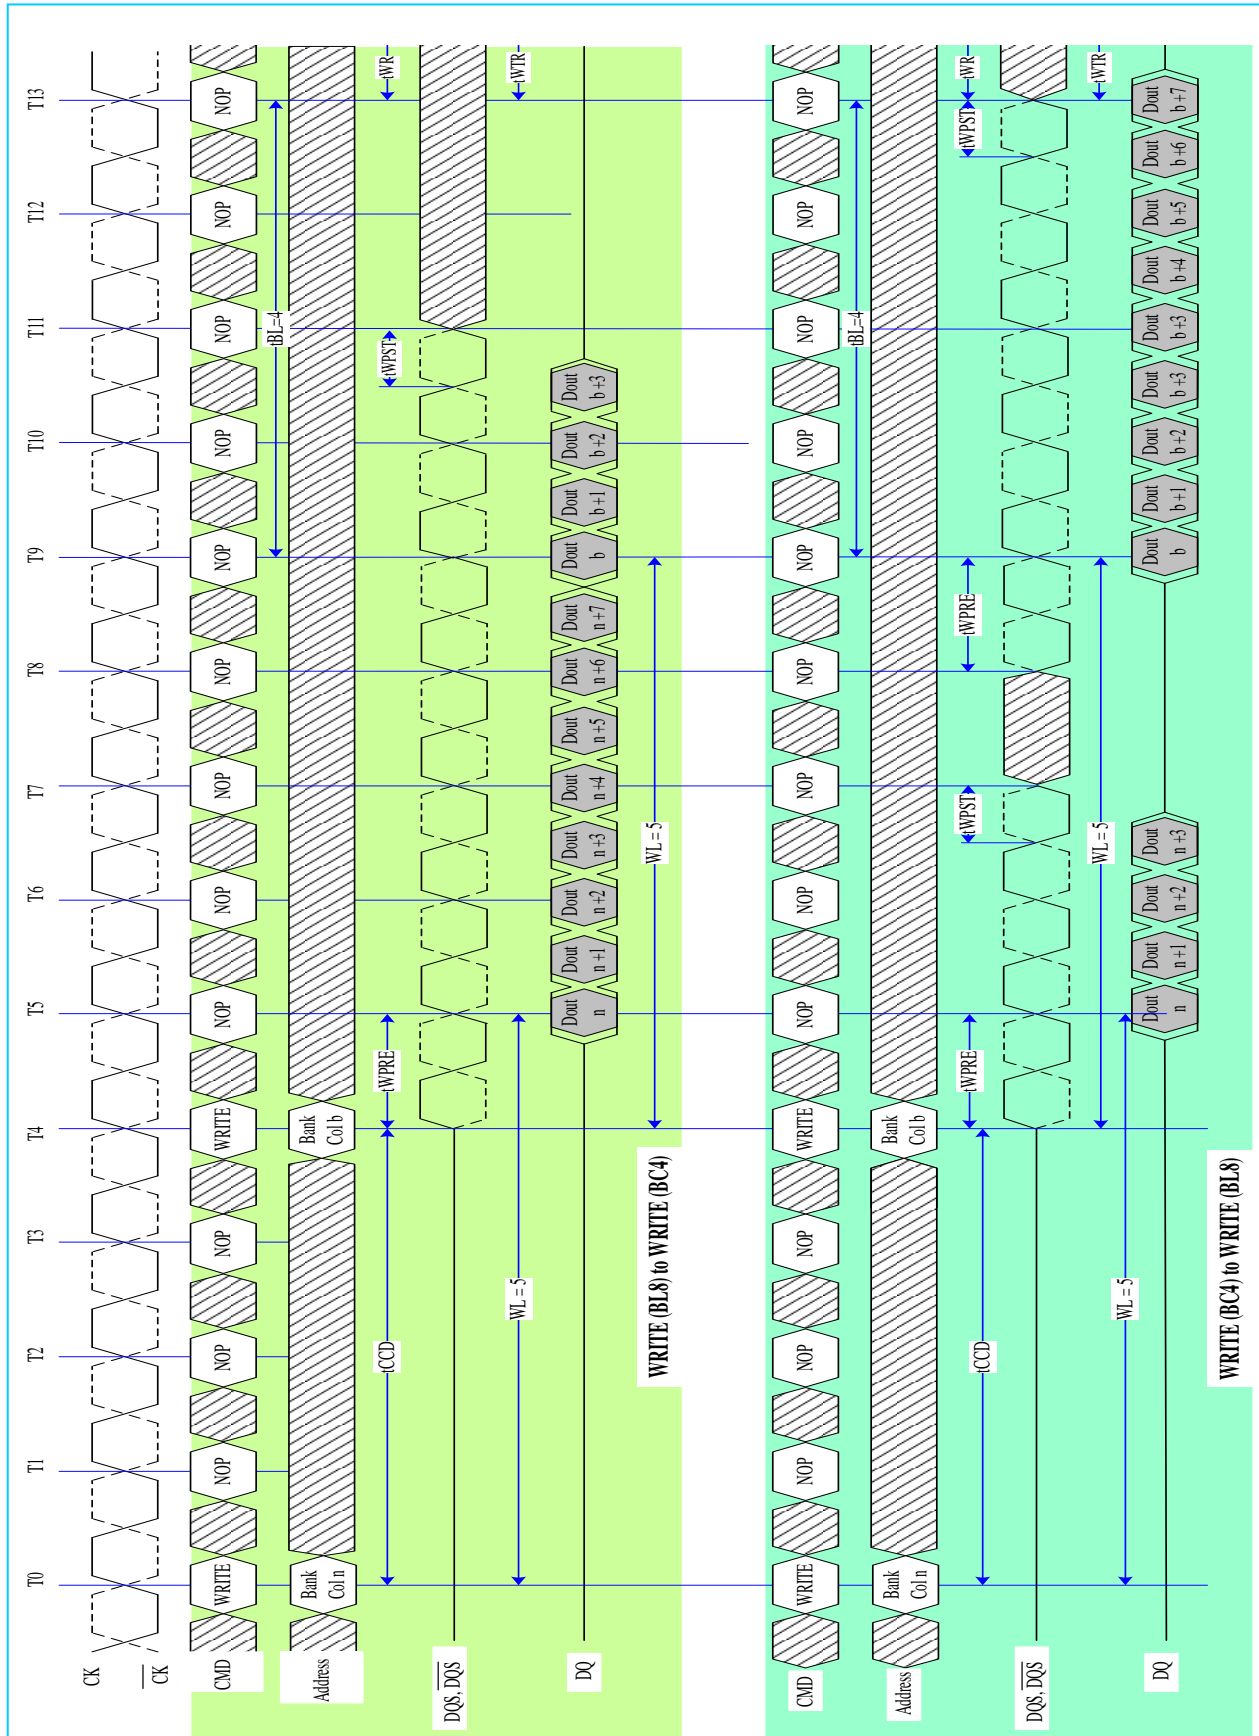 T0 T1 T2 T3 T4 T5 T6 T7 T8 T9 T10 T11 T12 T13
CK
CK
CMD WRITE NOP NOP NOP WRITE NOP NOP NOP NOP NOP NOP NOP NOP NOP
tBL=4
Address
Bank Bank
Col n Col b
tCCD tWPRE tWPST tWR
DQS, DQS
WL = 5 tWTR
DQ
Dout Dout Dout Dout Dout Dout Dout Dout Dout Dout Dout Dout
n n+1 n+2 n+3 n+4 n+5 n+6 n+7 b b+1 b+2 b+3
WL = 5
WRITE (BL8) to WRITE (BC4)
CMD WRITE NOP NOP NOP WRITE NOP NOP NOP NOP NOP NOP NOP NOP NOP
tBL=4
Address
Bank Bank
Col n Col b
tCCD tWPRE tWPST tWPRE tWPST tWR
DQS, DQS
WL = 5 tWTR
WL = 5
DQ
Dout Dout Dout Dout Dout Dout Dout Dout Dout Dout Dout Dout Dout
n n+1 n+2 n+3 b b+1 b+2 b+3 b+3 b+4 b+5 b+6 b+7
WRITE (BC4) to WRITE (BL8)